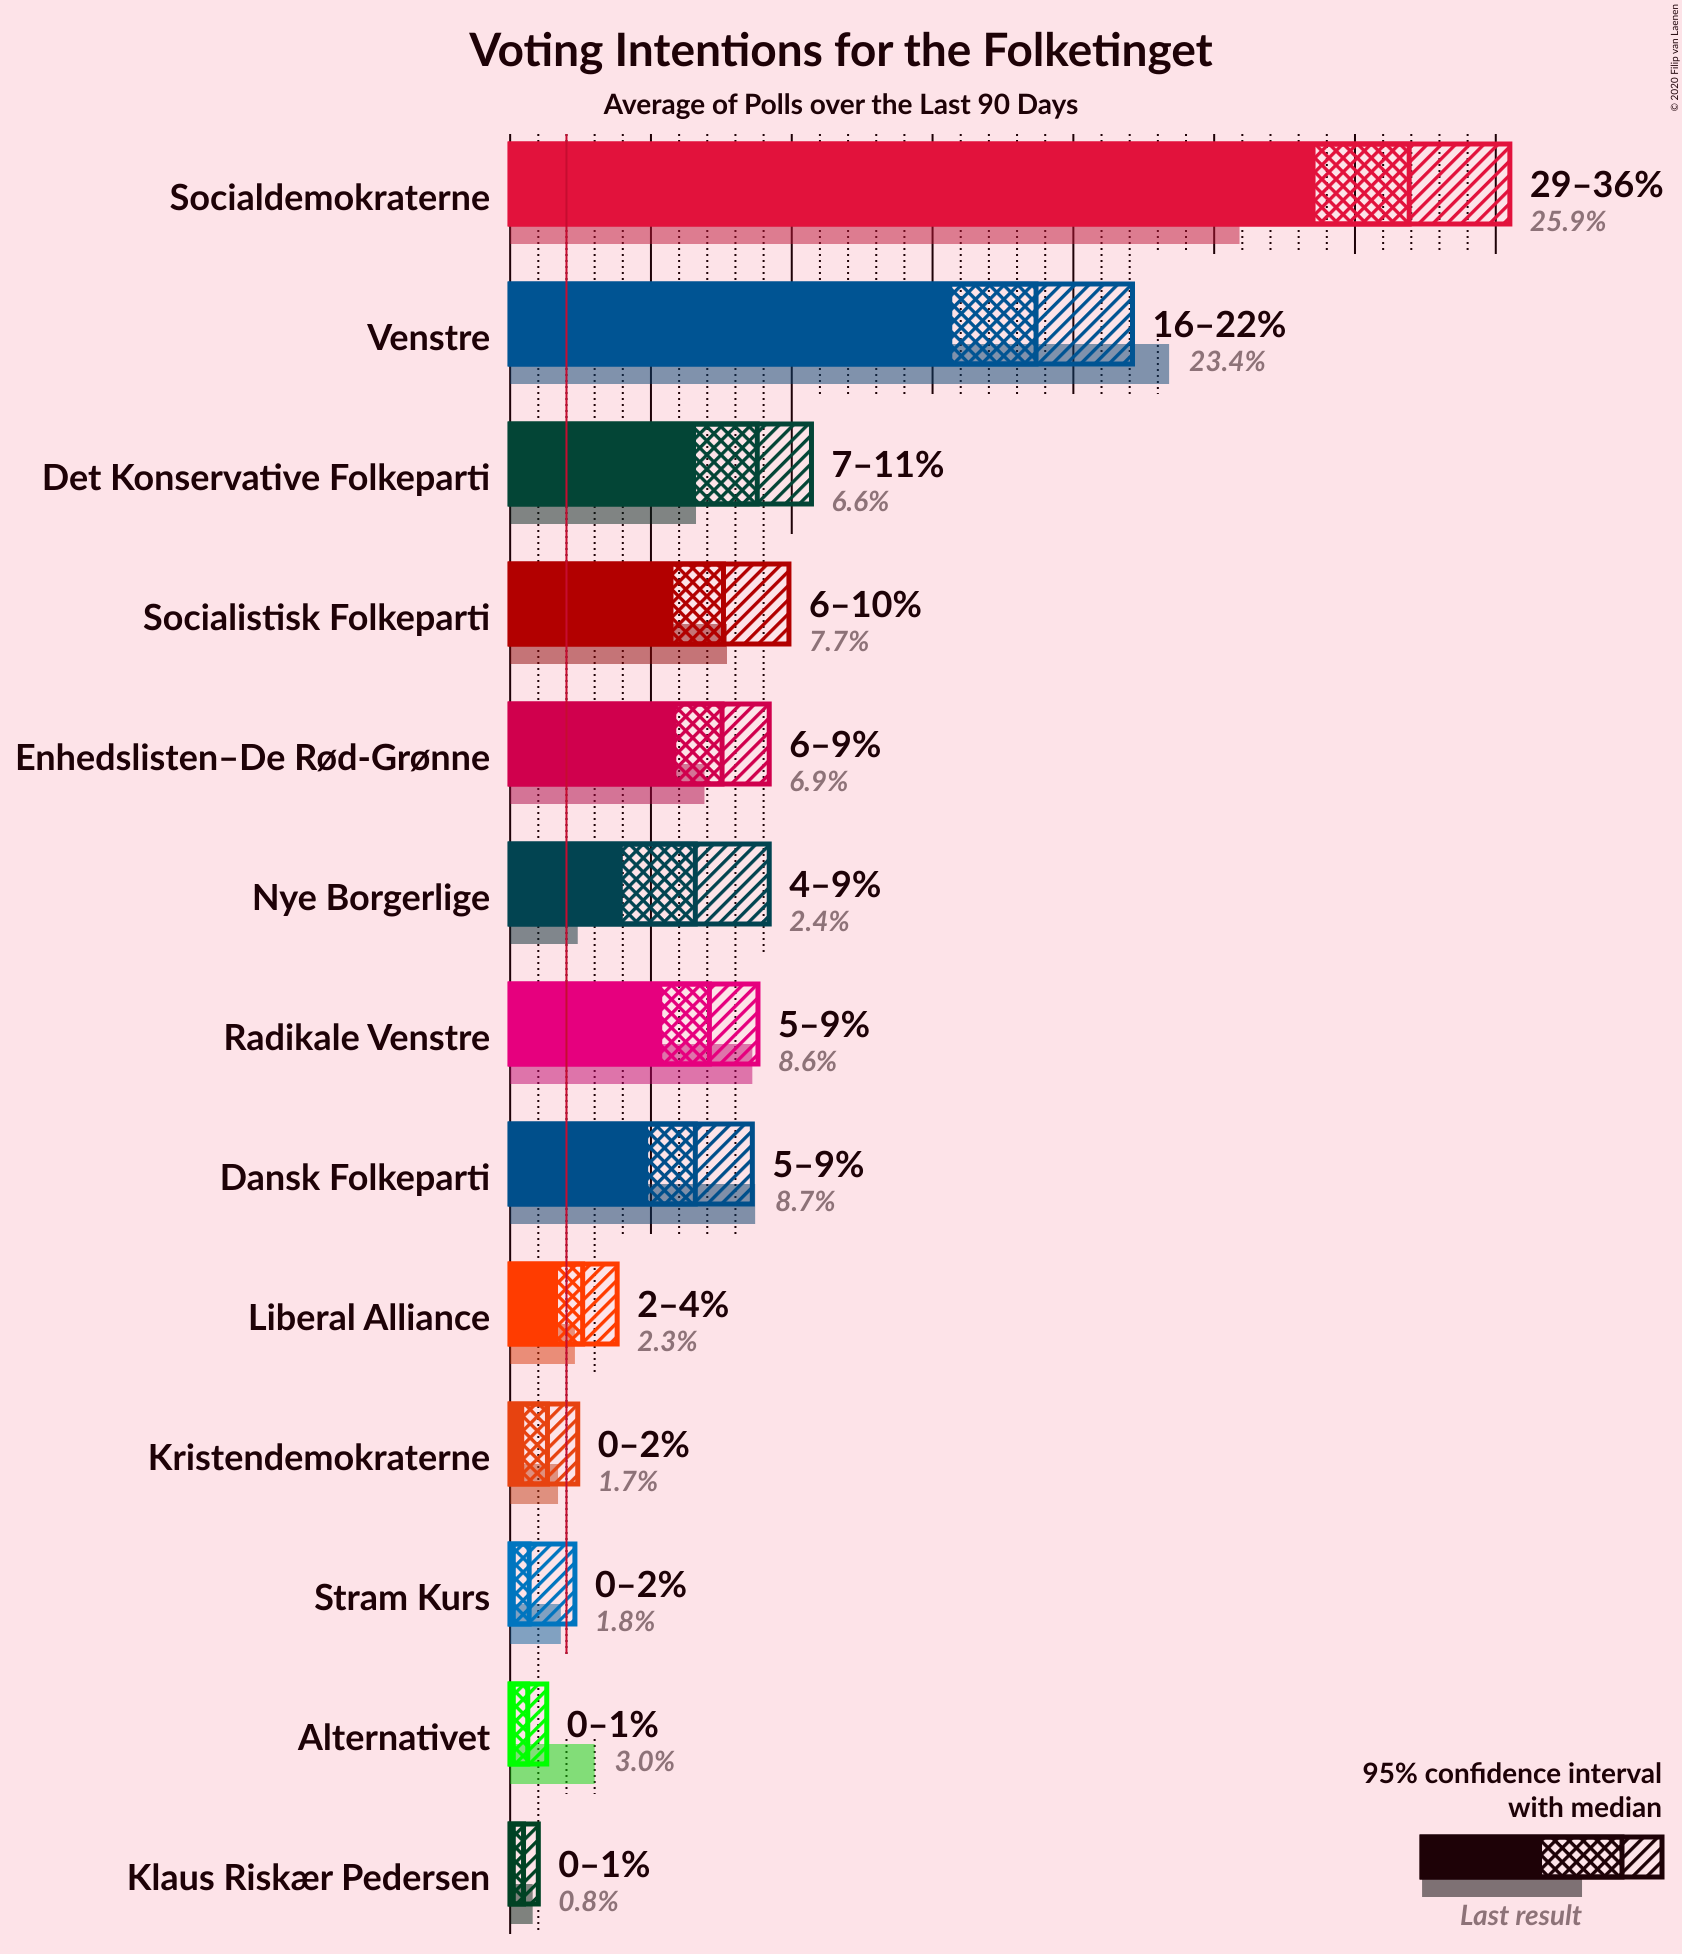 Voting Intentions for the Folketinget
Average of Polls over the Last 90 Days
© 2020 Filip van Laenen
Socialdemokraterne
29–36%
25.9%
Venstre
16–22%
23.4%
Det Konservative Folkeparti
7–11%
6.6%
Socialistisk Folkeparti
6–10%
7.7%
Enhedslisten–De Rød-Grønne
6–9%
6.9%
Nye Borgerlige
4–9%
2.4%
Radikale Venstre
5–9%
8.6%
Dansk Folkeparti
5–9%
8.7%
Liberal Alliance
2–4%
2.3%
Kristendemokraterne
0–2%
1.7%
Stram Kurs
0–2%
1.8%
Alternativet
0–1%
3.0%
Klaus Riskær Pedersen
0–1%
0.8%
95% confidence interval
with median
Last result